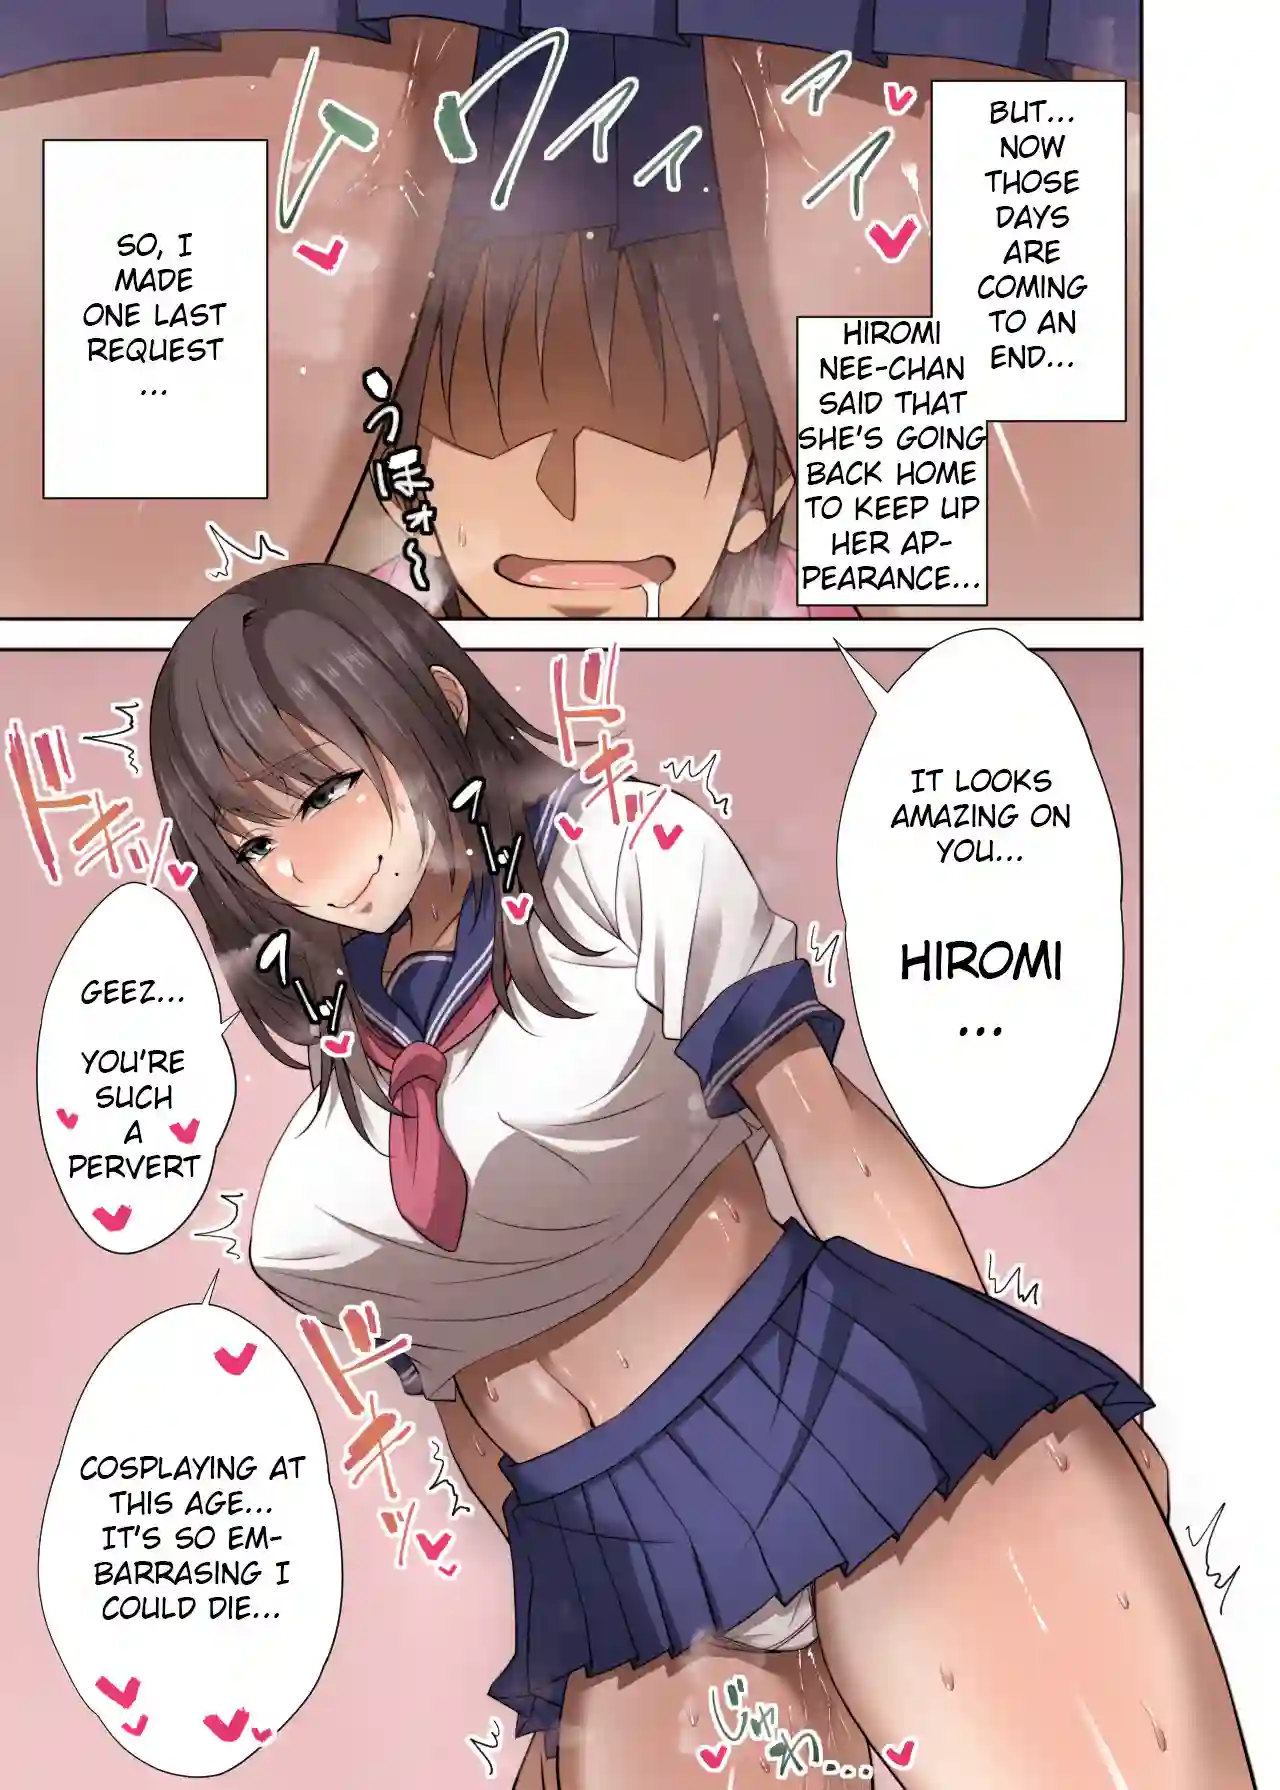 BUT...
NOW
THOSE
DAYS
ARE
COMING
TO AN
END...
HIROMI
NEE-CHAN
SAID THAT
SHE'S GOING
BACK HOME
TO KEEP UP
HER AP-
PEARANCE...
ウィィィィィ
うほォ〜
SO, I
MADE
ONE LAST
REQUEST
...
IT LOOKS
AMAZING ON
YOU...
HIROMI
...
ドキッ
ドキッ
GEEZ...
YOU'RE
SUCH
A
PERVERT
COSPLAYING AT
THIS AGE...
IT'S SO EM-
BARRASING I
COULD DIE...
ドキッ
じゅわ...